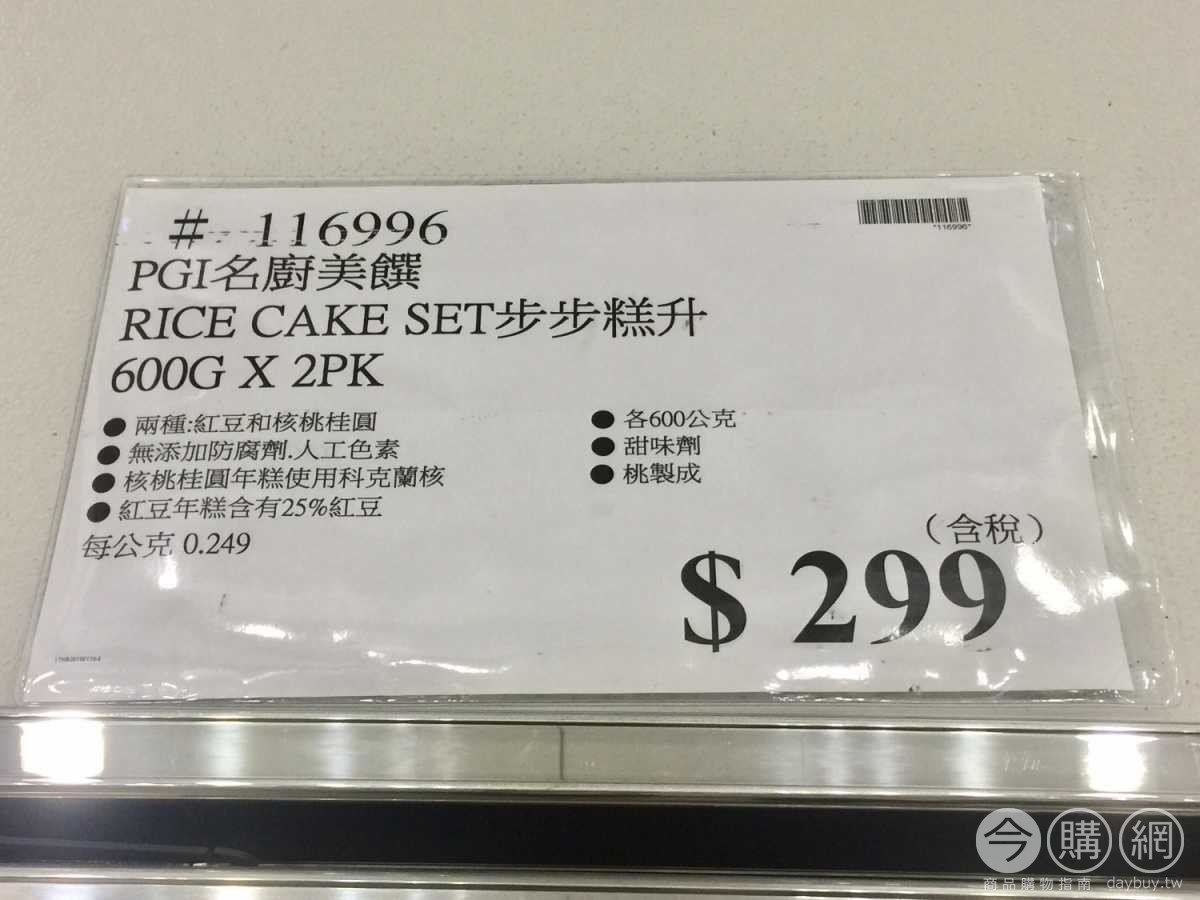 # 116996
"116996"
PGI名廚美饌
RICE CAKE SET步步糕升
600G X 2PK
● 兩種:紅豆和核桃桂圓
● 無添加防腐劑.人工色素
● 核桃桂圓年糕使用科克蘭核
● 紅豆年糕含有25%紅豆
● 各600公克
● 甜味劑
● 桃製成
每公克 0.249
（含稅）
$ 299
今購網
商品購物指南 daybuy.tw